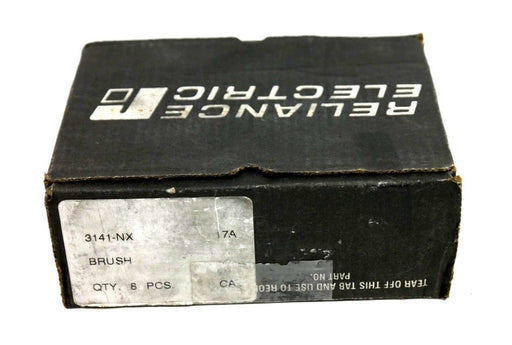 RELIANCE
ELECTRIC
3141-NX 17A
BRUSH
QTY. 8 PCS. CA
TEAR OFF THIS TAB AND USE TO REOR
PART NO.